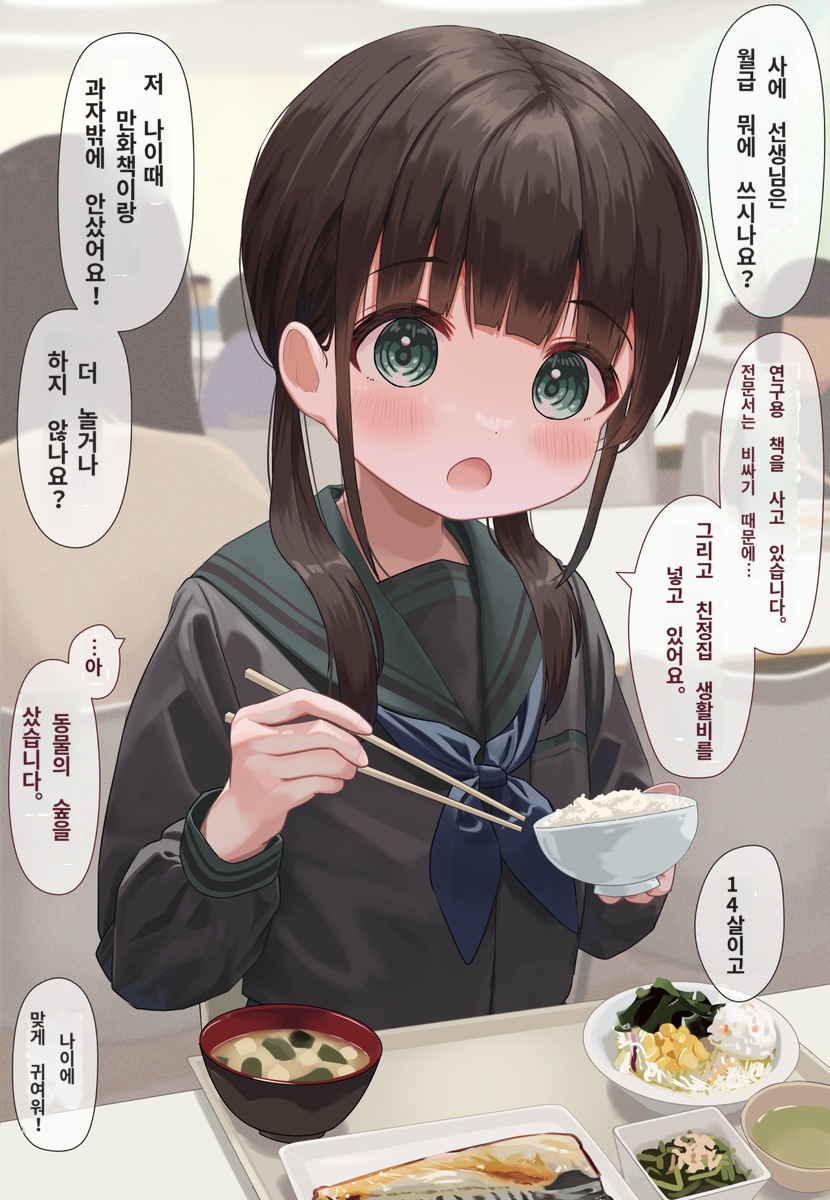 사에 선생님은
월급 뭐에 쓰시나요?
연구용 책을 사고 있습니다.
전문서는 비싸기 때문에…
그리고 친정집 생활비를
넣고 있어요.
저 나이때
만화책이랑
과자밖에 안샀어요!
더 놀거나
하지 않나요?
…아
동물의 숲을
샀습니다.
14살이고
나이에
맞게 귀여워!